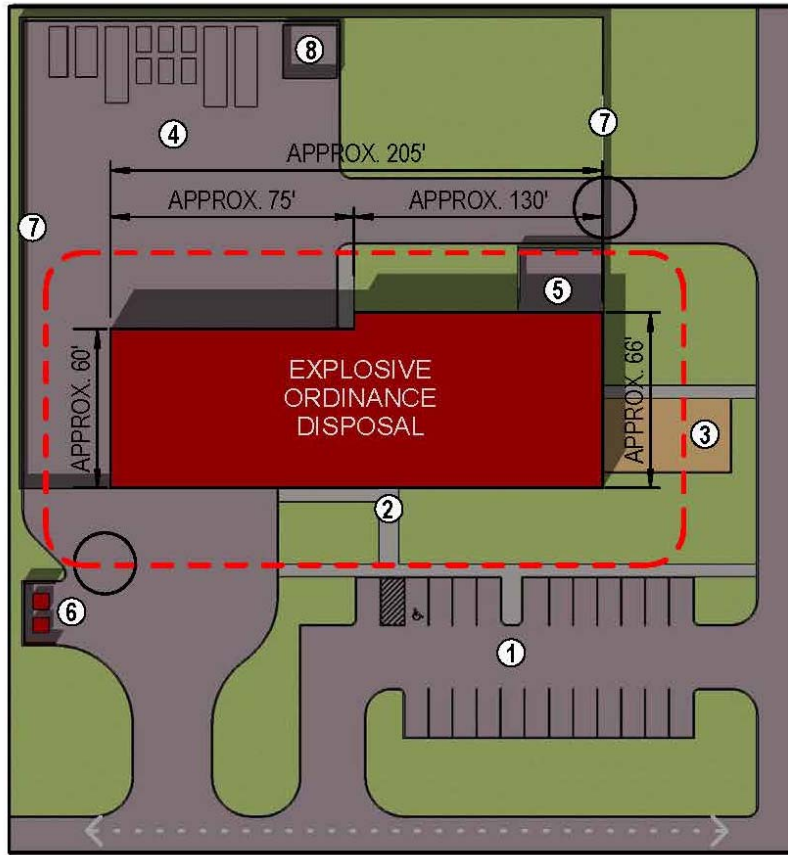 8
4
7
APPROX. 205'
APPROX. 75'
APPROX. 130'
7
5
APPROX. 60'
EXPLOSIVE
ORDINANCE
DISPOSAL
APPROX. 66'
3
2
6
1